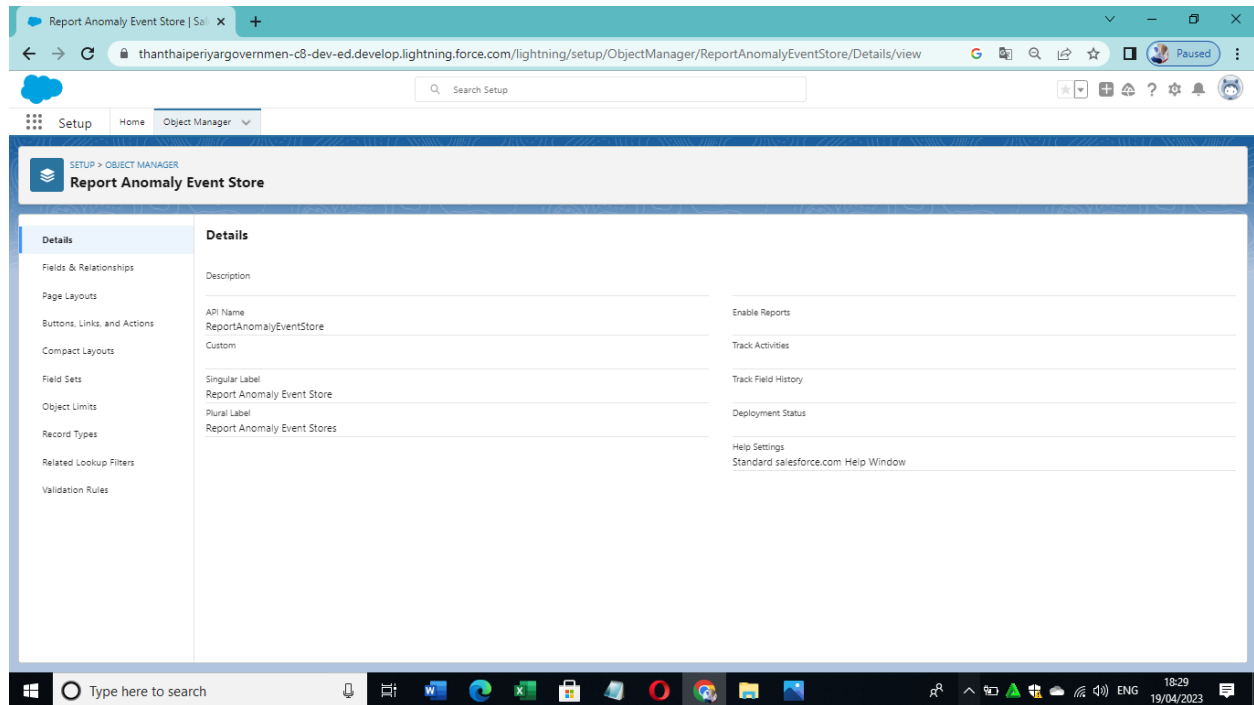 Report Anomaly Event Store | Sal
thanthaiperiyargovernmen-c8-dev-ed.develop.lightning.force.com/lightning/setup/ObjectManager/ReportAnomalyEventStore/Details/view
Paused
Search Setup
Setup
Home
Object Manager
SETUP > OBJECT MANAGER
Report Anomaly Event Store
Details
Fields & Relationships
Page Layouts
Buttons, Links, and Actions
Compact Layouts
Field Sets
Object Limits
Record Types
Related Lookup Filters
Validation Rules
Details
Description
API Name
ReportAnomalyEventStore
Custom
Singular Label
Report Anomaly Event Store
Plural Label
Report Anomaly Event Stores
Enable Reports
Track Activities
Track Field History
Deployment Status
Help Settings
Standard salesforce.com Help Window
Type here to search
ENG
18:29
19/04/2023